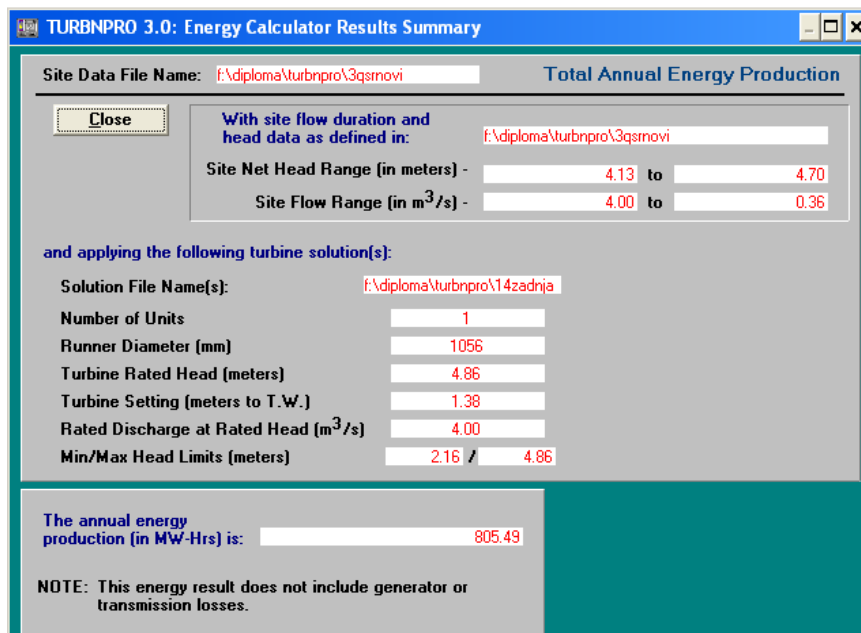 TURBNPRO 3.0: Energy Calculator Results Summary
Site Data File Name: f:\diploma\turbnpro\3qsrnovi Total Annual Energy Production
Close
With site flow duration and
head data as defined in: f:\diploma\turbnpro\3qsrnovi
Site Net Head Range (in meters) - 4.13 to 4.70
Site Flow Range (in m3/s) - 4.00 to 0.36
and applying the following turbine solution(s):
Solution File Name(s): f:\diploma\turbnpro\14zadnja
Number of Units 1
Runner Diameter (mm) 1056
Turbine Rated Head (meters) 4.86
Turbine Setting (meters to T.W.) 1.38
Rated Discharge at Rated Head (m3/s) 4.00
Min/Max Head Limits (meters) 2.16 / 4.86
The annual energy
production (in MW-Hrs) is: 805.49
NOTE: This energy result does not include generator or
transmission losses.